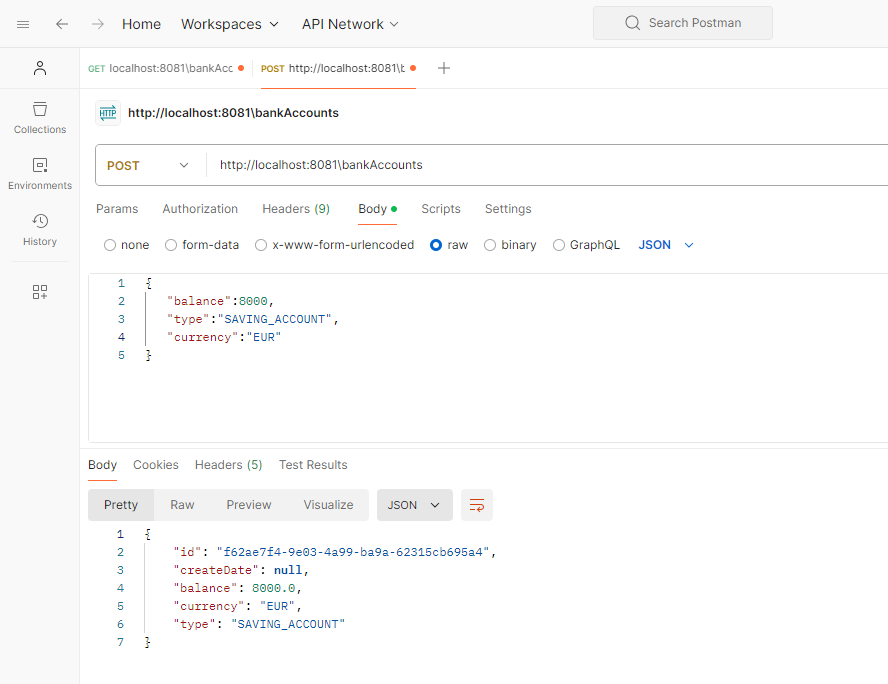 Home Workspaces API Network Search Postman
GET localhost:8081\bankAcc POST http://localhost:8081\b
HTTP http://localhost:8081\bankAccounts
Collections
Environments
History
POST http://localhost:8081\bankAccounts
Params Authorization Headers (9) Body Scripts Settings
none form-data x-www-form-urlencoded raw binary GraphQL JSON
1 {
2 "balance":8000,
3 "type":"SAVING_ACCOUNT",
4 "currency":"EUR"
5 }
Body Cookies Headers (5) Test Results
Pretty Raw Preview Visualize JSON
1 {
2 "id": "f62ae7f4-9e03-4a99-ba9a-62315cb695a4",
3 "createDate": null,
4 "balance": 8000.0,
5 "currency": "EUR",
6 "type": "SAVING_ACCOUNT"
7 }